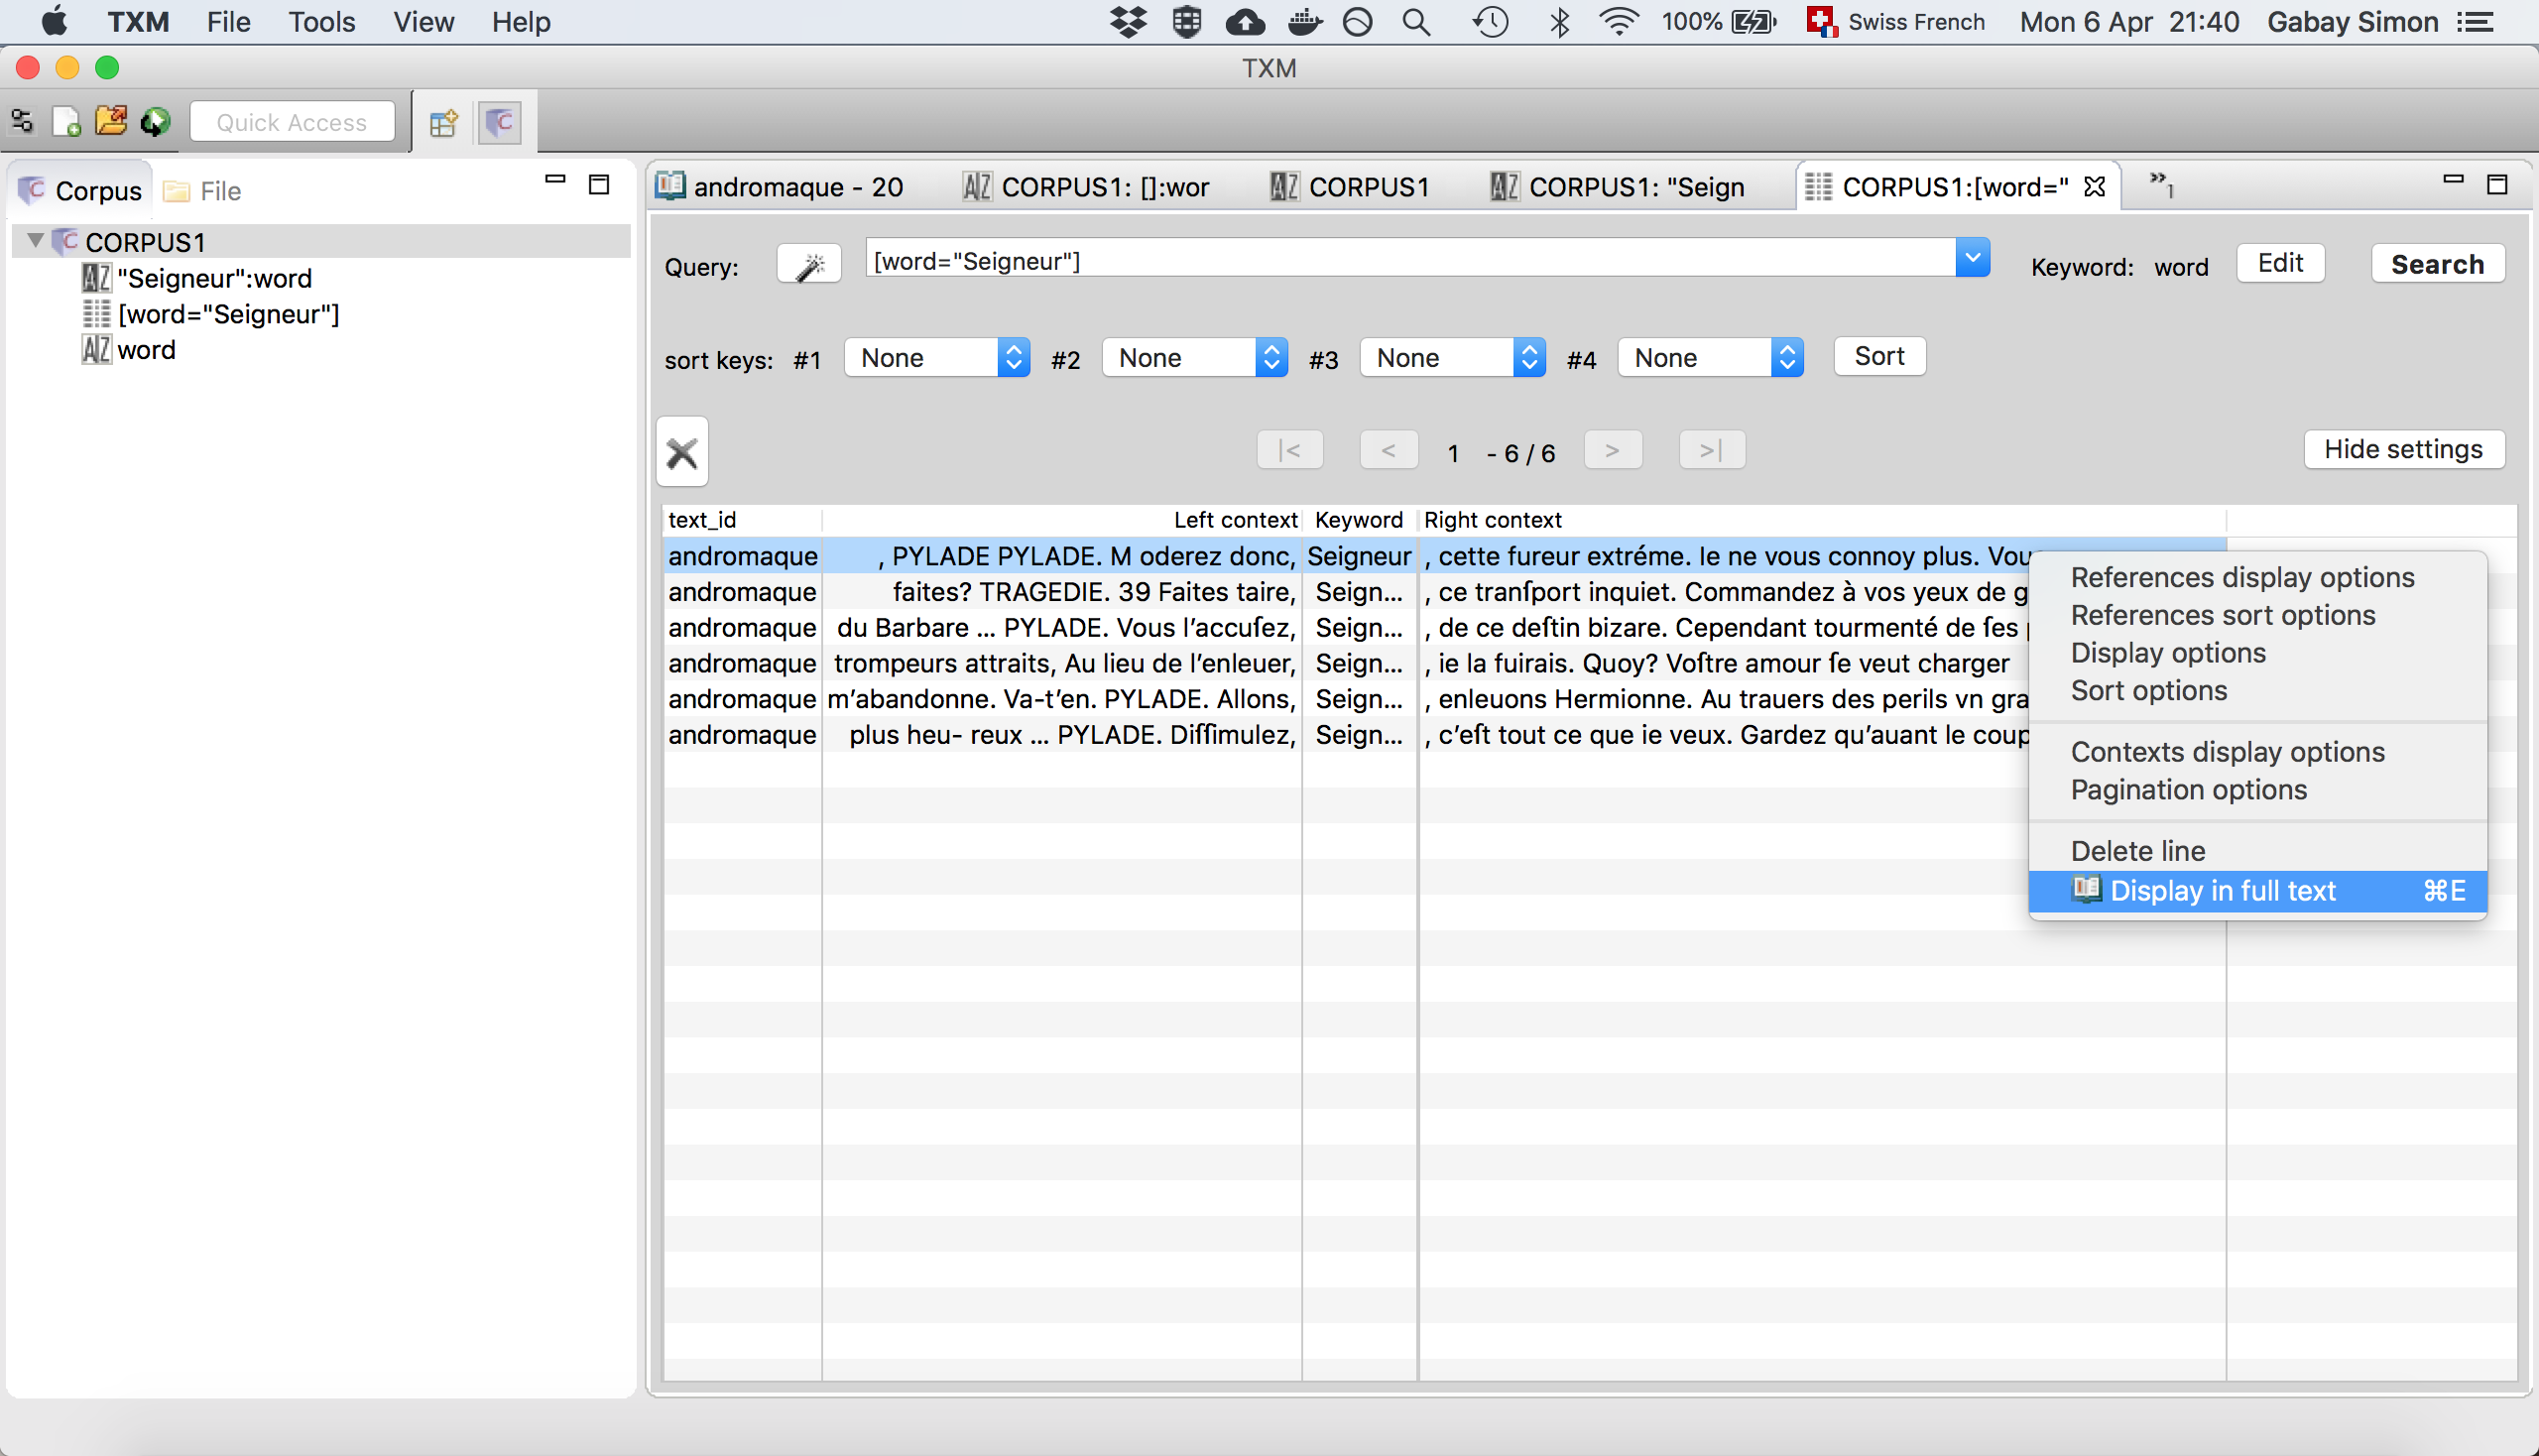 TXM File Tools View Help 100% Swiss French Mon 6 Apr 21:40 Gabay Simon
TXM
Quick Access
Corpus File
andromaque - 20 CORPUS1: []:wor CORPUS1 CORPUS1: "Seign CORPUS1:[word=" »1
CORPUS1
"Seigneur":word
[word="Seigneur"]
word
Query: [word="Seigneur"] Keyword: word Edit Search
sort keys: #1 None #2 None #3 None #4 None Sort
|< < 1 - 6 / 6 > >| Hide settings
text_id Left context Keyword Right context
andromaque , PYLADE PYLADE. M oderez donc, Seigneur , cette fureur extréme. Ie ne vous connoy plus. Vou
andromaque faites? TRAGEDIE. 39 Faites taire, Seign... , ce tranſport inquiet. Commandez à vos yeux de g
andromaque du Barbare ... PYLADE. Vous l’accuſez, Seign... , de ce deſtin bizare. Cependant tourmenté de ſes
andromaque trompeurs attraits, Au lieu de l’enleuer, Seign... , ie la fuirais. Quoy? Voſtre amour ſe veut charger
andromaque m’abandonne. Va-t’en. PYLADE. Allons, Seign... , enleuons Hermionne. Au trauers des perils vn gra
andromaque plus heu- reux ... PYLADE. Diſſimulez, Seign... , c’eſt tout ce que ie veux. Gardez qu’auant le coup
References display options
References sort options
Display options
Sort options
Contexts display options
Pagination options
Delete line
Display in full text ⌘E